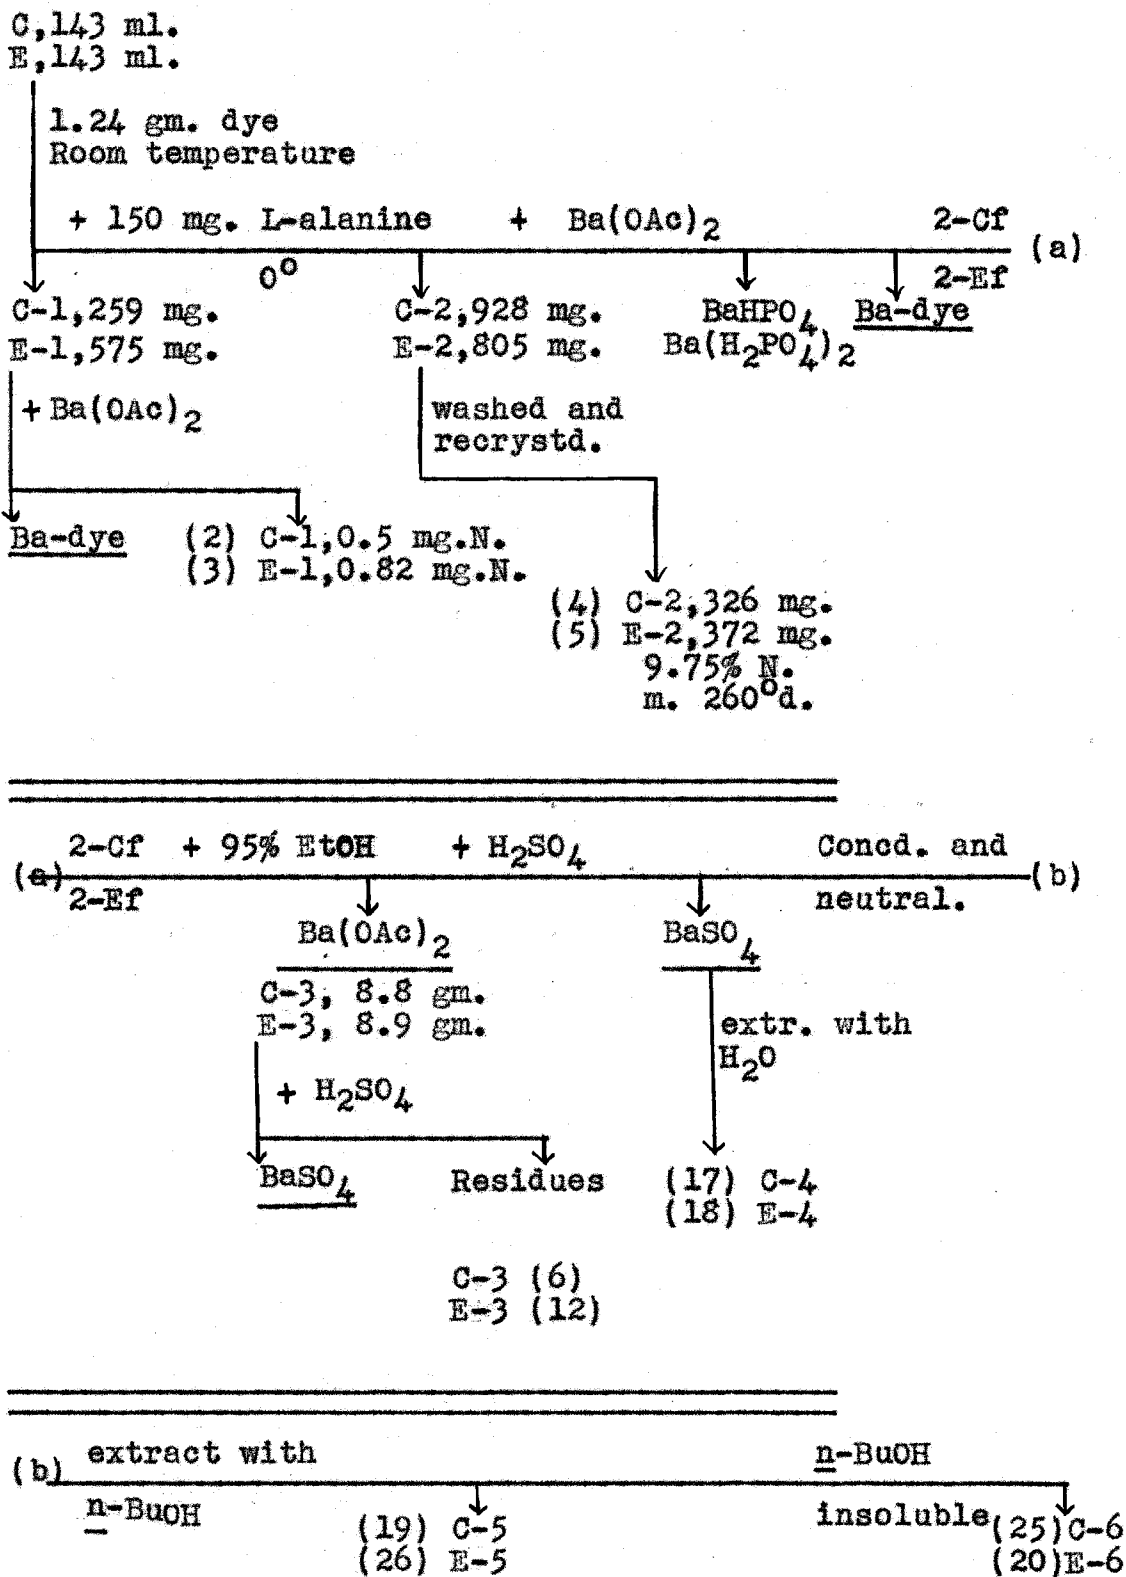 C,143 ml.
E,143 ml.
1.24 gm. dye
Room temperature
+ 150 mg. L-alanine + Ba(OAc)2 2-Cf
(a)
0° 2-Ef
C-1,259 mg. C-2,928 mg. BaHPO4 Ba-dye
E-1,575 mg. E-2,805 mg. Ba(H2PO4)2
+ Ba(OAc)2 washed and
recrystd.
Ba-dye (2) C-1,0.5 mg.N.
(3) E-1,0.82 mg.N.
(4) C-2,326 mg.
(5) E-2,372 mg.
9.75% N.
m. 260°d.
2-Cf + 95% EtOH + H2SO4 Concd. and
(a) (b)
2-Ef neutral.
Ba(OAc)2 BaSO4
C-3, 8.8 gm.
E-3, 8.9 gm. extr. with
H2O
+ H2SO4
BaSO4 Residues (17) C-4
(18) E-4
C-3 (6)
E-3 (12)
extract with n-BuOH
(b)
n-BuOH insoluble
(19) C-5 (25)C-6
(26) E-5 (20)E-6